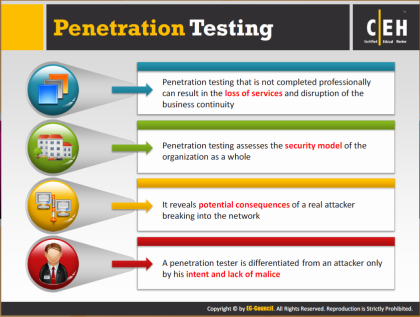 Penetration Testing
C|EH
Certified Ethical Hacker
Penetration testing that is not completed professionally
can result in the loss of services and disruption of the
business continuity
Penetration testing assesses the security model of the
organization as a whole
It reveals potential consequences of a real attacker
breaking into the network
A penetration tester is differentiated from an attacker only
by his intent and lack of malice
Copyright © by EC-Council. All Rights Reserved. Reproduction is Strictly Prohibited.